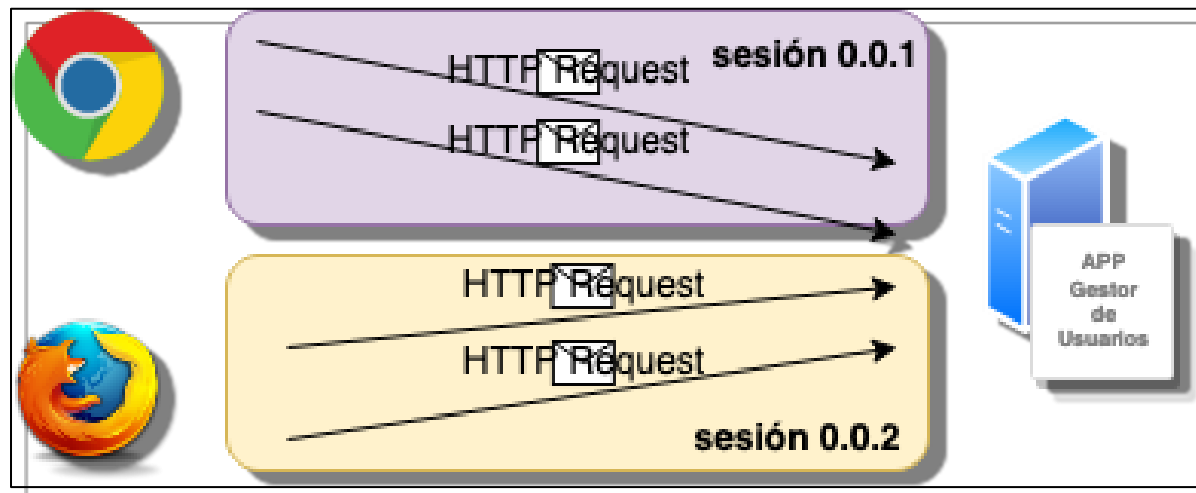 HTTP Request
sesión 0.0.1
HTTP Request
HTTP Request
HTTP Request
sesión 0.0.2
APP
Gestor
de
Usuarios